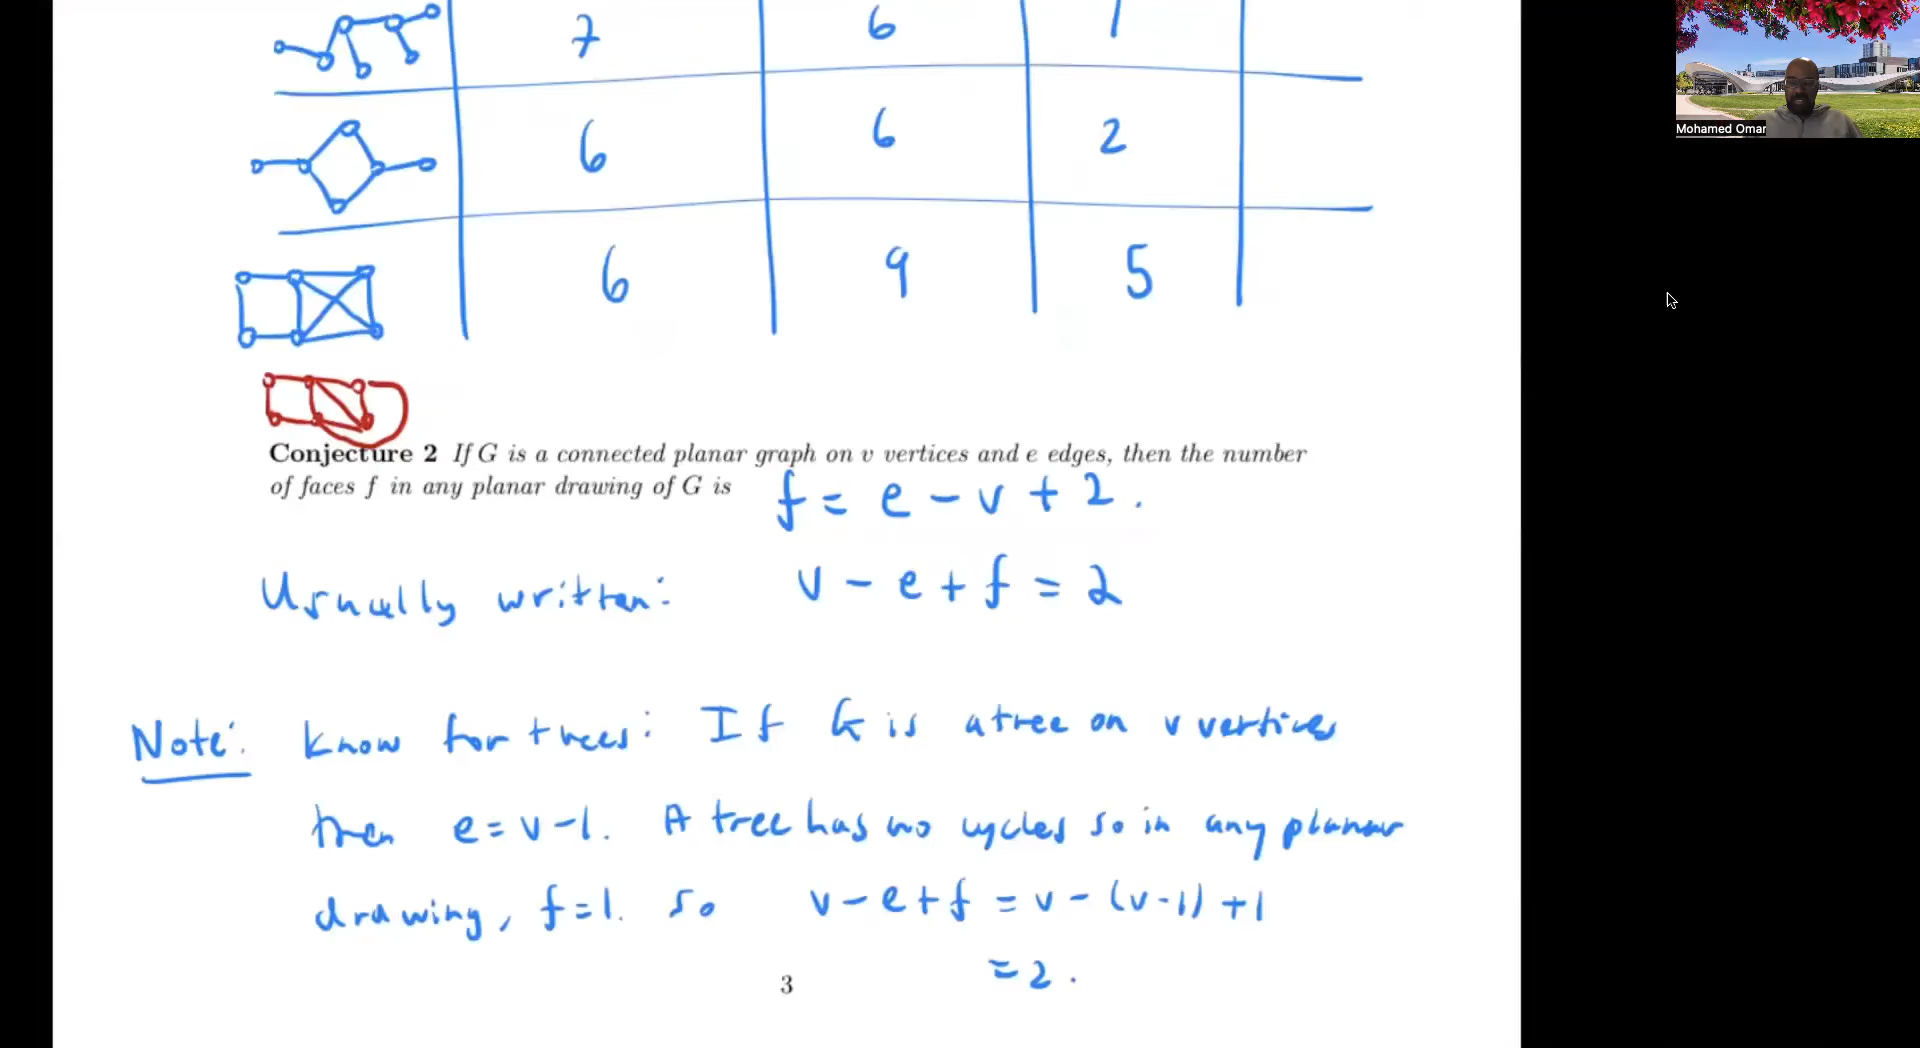 7 6 1
Mohamed Omar
6 6 2
6 9 5
Conjecture 2 If G is a connected planar graph on v vertices and e edges, then the number
of faces f in any planar drawing of G is f = e - v + 2.
Usually written: v - e + f = 2
Note: Know for trees: If G is a tree on v vertices
then e = v - 1. A tree has no cycles so in any planar
drawing, f = 1. So v - e + f = v - (v - 1) + 1
= 2.
3